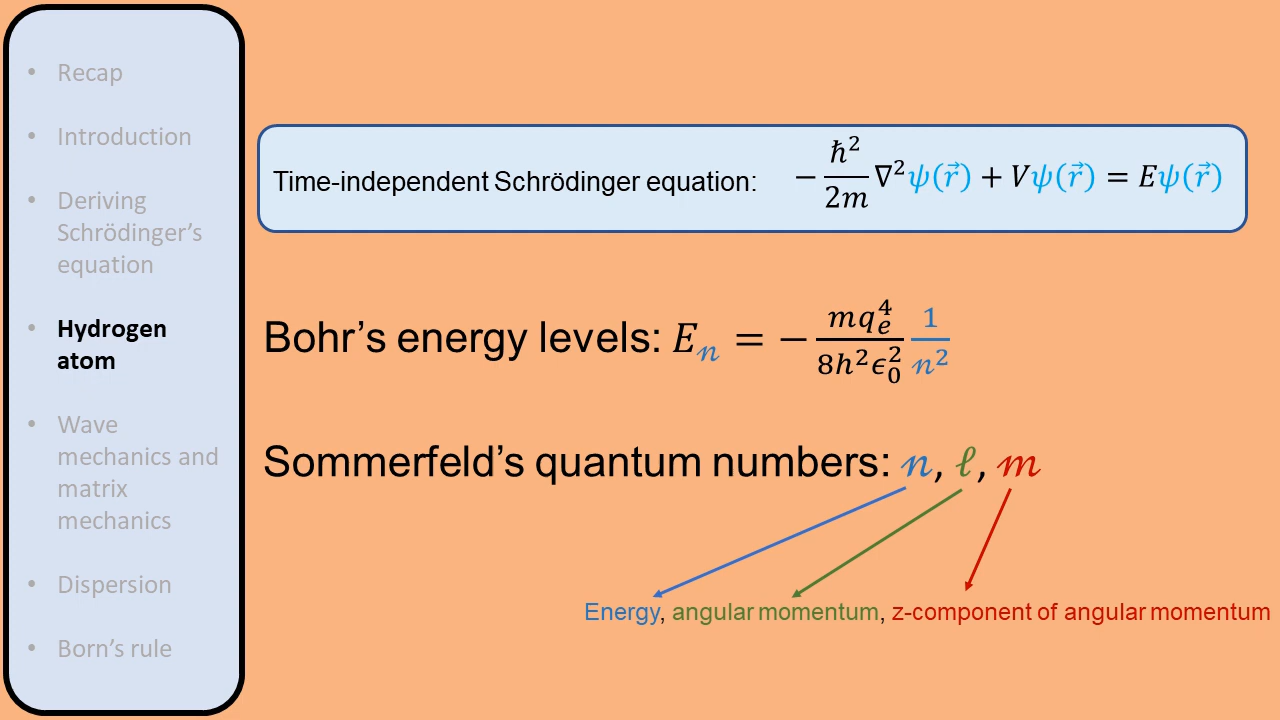 • Recap
• Introduction
• Deriving
Schrödinger’s
equation
• Hydrogen
atom
• Wave
mechanics and
matrix
mechanics
• Dispersion
• Born’s rule
Time-independent Schrödinger equation: −ℏ²/2m ∇²ψ(r⃗) + Vψ(r⃗) = Eψ(r⃗)
Bohr’s energy levels: Eₙ = − mqₑ⁴/8h²ϵ₀² 1/n²
Sommerfeld’s quantum numbers: n, ℓ, m
Energy, angular momentum, z-component of angular momentum